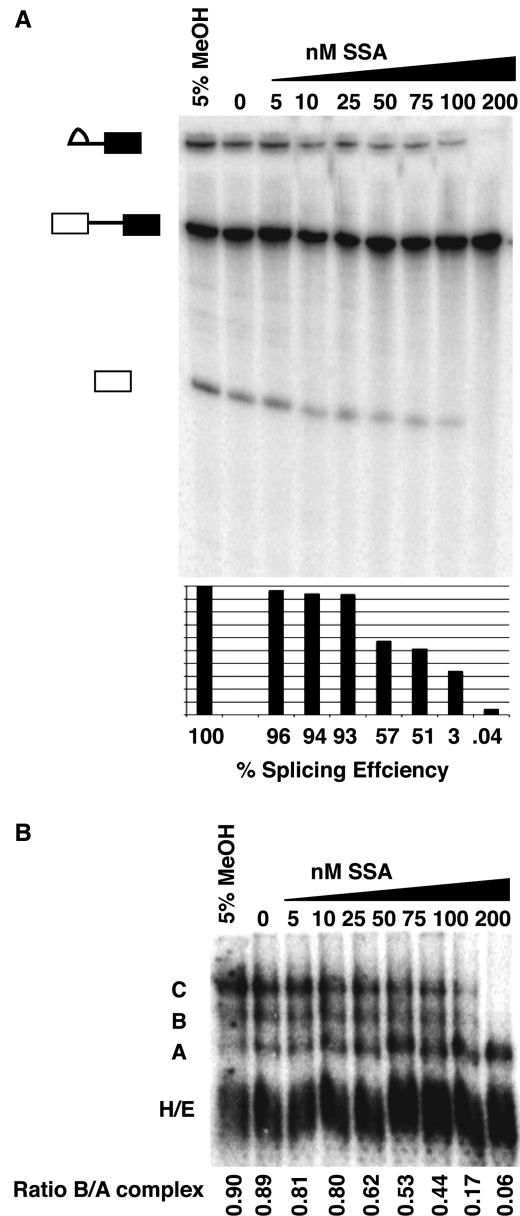 A
5% MeOH
nM SSA
0 5 10 25 50 75 100 200
100 96 94 93 57 51 3 .04
% Splicing Effciency
B
5% MeOH
nM SSA
0 5 10 25 50 75 100 200
C
B
A
H/E
Ratio B/A complex 0.90 0.89 0.81 0.80 0.62 0.53 0.44 0.17 0.06